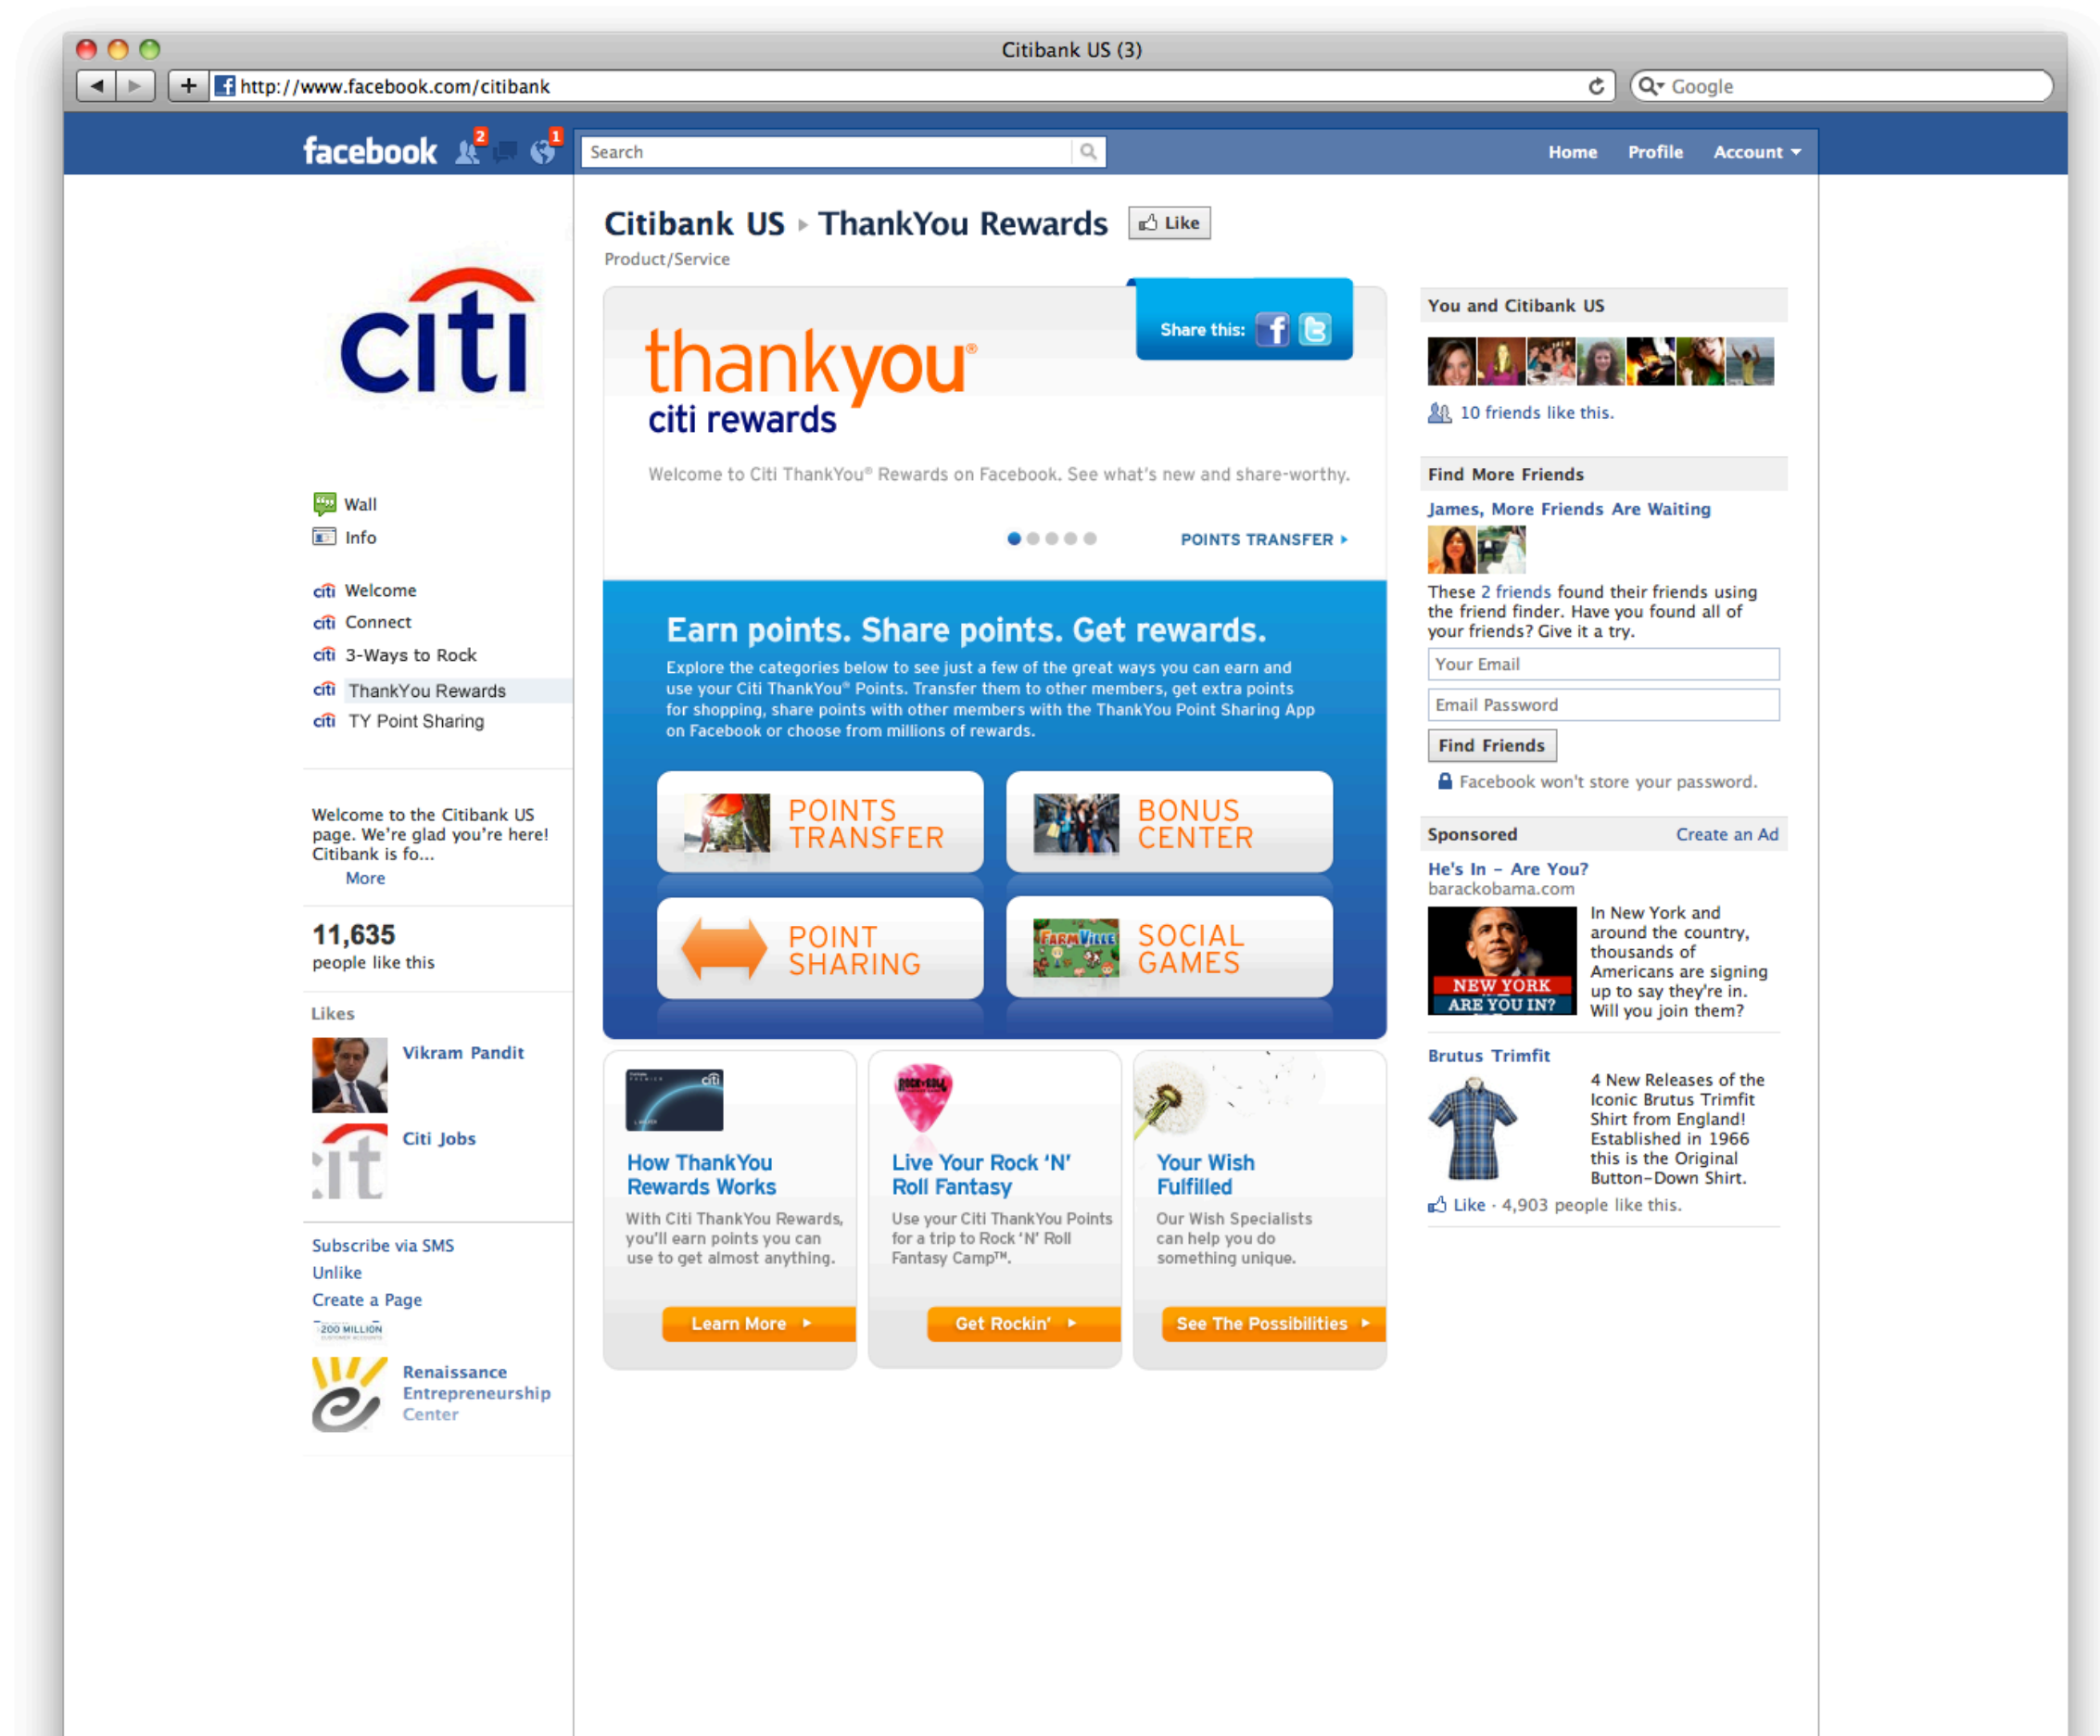 Citibank US (3)
http://www.facebook.com/citibank
Google
facebook
2
1
Search
Home
Profile
Account
citi
Wall
Info
citi Welcome
citi Connect
citi 3-Ways to Rock
citi ThankYou Rewards
citi TY Point Sharing
Welcome to the Citibank US
page. We're glad you're here!
Citibank is fo...
More
11,635
people like this
Likes
Vikram Pandit
Citi Jobs
Subscribe via SMS
Unlike
Create a Page
200 MILLION
Renaissance
Entrepreneurship
Center
Citibank US ▸ ThankYou Rewards
Like
Product/Service
Share this:
thankyou®
citi rewards
Welcome to Citi ThankYou® Rewards on Facebook. See what's new and share-worthy.
POINTS TRANSFER
Earn points. Share points. Get rewards.
Explore the categories below to see just a few of the great ways you can earn and
use your Citi ThankYou® Points. Transfer them to other members, get extra points
for shopping, share points with other members with the ThankYou Point Sharing App
on Facebook or choose from millions of rewards.
POINTS
TRANSFER
BONUS
CENTER
POINT
SHARING
FARMVILLE
SOCIAL
GAMES
citi
How ThankYou
Rewards Works
With Citi ThankYou Rewards,
you'll earn points you can
use to get almost anything.
Learn More
ROCK N ROLL
Live Your Rock 'N'
Roll Fantasy
Use your Citi ThankYou Points
for a trip to Rock 'N' Roll
Fantasy Camp™.
Get Rockin'
Your Wish
Fulfilled
Our Wish Specialists
can help you do
something unique.
See The Possibilities
You and Citibank US
10 friends like this.
Find More Friends
James, More Friends Are Waiting
These 2 friends found their friends using
the friend finder. Have you found all of
your friends? Give it a try.
Your Email
Email Password
Find Friends
Facebook won't store your password.
Sponsored
Create an Ad
He's In – Are You?
barackobama.com
NEW YORK
ARE YOU IN?
In New York and
around the country,
thousands of
Americans are signing
up to say they're in.
Will you join them?
Brutus Trimfit
4 New Releases of the
Iconic Brutus Trimfit
Shirt from England!
Established in 1966
this is the Original
Button-Down Shirt.
Like · 4,903 people like this.